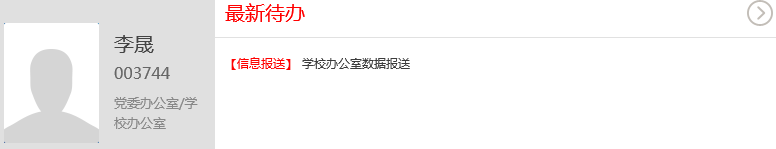 李晟
003744
党委办公室/学
校办公室
最新待办
【信息报送】 学校办公室数据报送